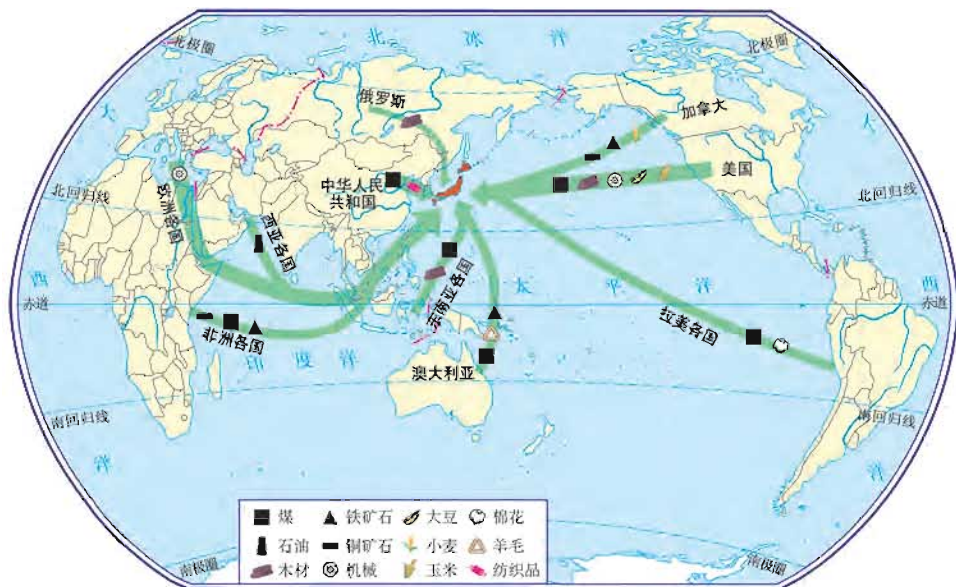 北极圈
北冰洋
北极圈
俄罗斯
加拿大
大
大
美国
中华人民
共和国
北回归线
北回归线
欧洲各国
西亚各国
西
赤道
非洲各国
印度洋
东南亚各国
太平洋
拉美各国
西
赤道
澳大利亚
南回归线
南回归线
洋
洋
煤
铁矿石
大豆
棉花
石油
铜矿石
小麦
羊毛
木材
机械
玉米
纺织品
南极圈
南极圈